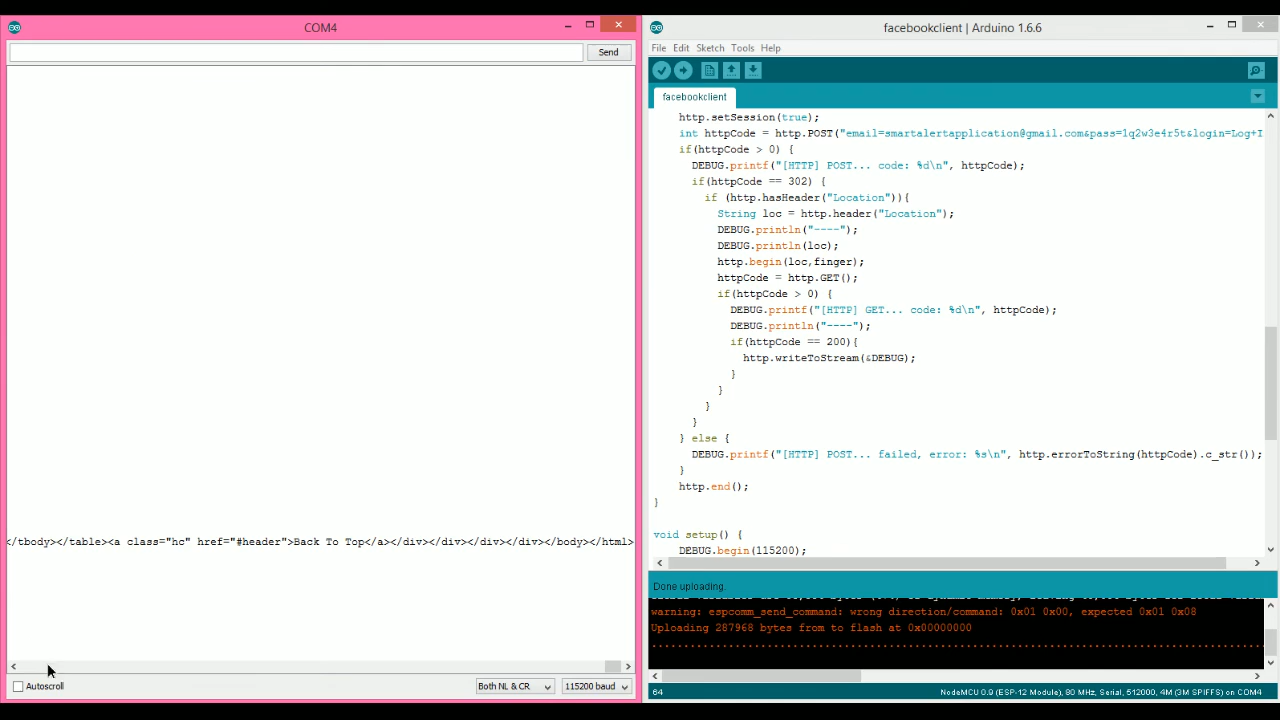 COM4
Send
</tbody></table><a class="hc" href="#header">Back To Top</a></div></div></div></div></body></html>
Autoscroll
Both NL & CR
115200 baud
facebookclient | Arduino 1.6.6
File Edit Sketch Tools Help
facebookclient
http.setSession(true);
int httpCode = http.POST("email=smartalertapplication@gmail.com&pass=1q2w3e4r5t&login=Log+I
if(httpCode > 0) {
DEBUG.printf("[HTTP] POST... code: %d\n", httpCode);
if(httpCode == 302) {
if (http.hasHeader("Location")){
String loc = http.header("Location");
DEBUG.println("----");
DEBUG.println(loc);
http.begin(loc,finger);
httpCode = http.GET();
if(httpCode > 0) {
DEBUG.printf("[HTTP] GET... code: %d\n", httpCode);
DEBUG.println("----");
if(httpCode == 200){
http.writeToStream(&DEBUG);
}
}
}
}
} else {
DEBUG.printf("[HTTP] POST... failed, error: %s\n", http.errorToString(httpCode).c_str());
}
http.end();
}
void setup() {
DEBUG.begin(115200);
Done uploading.
warning: espcomm_send_command: wrong direction/command: 0x01 0x00, expected 0x01 0x08
Uploading 287968 bytes from to flash at 0x00000000
64
NodeMCU 0.9 (ESP-12 Module), 80 MHz, Serial, 512000, 4M (3M SPIFFS) on COM4